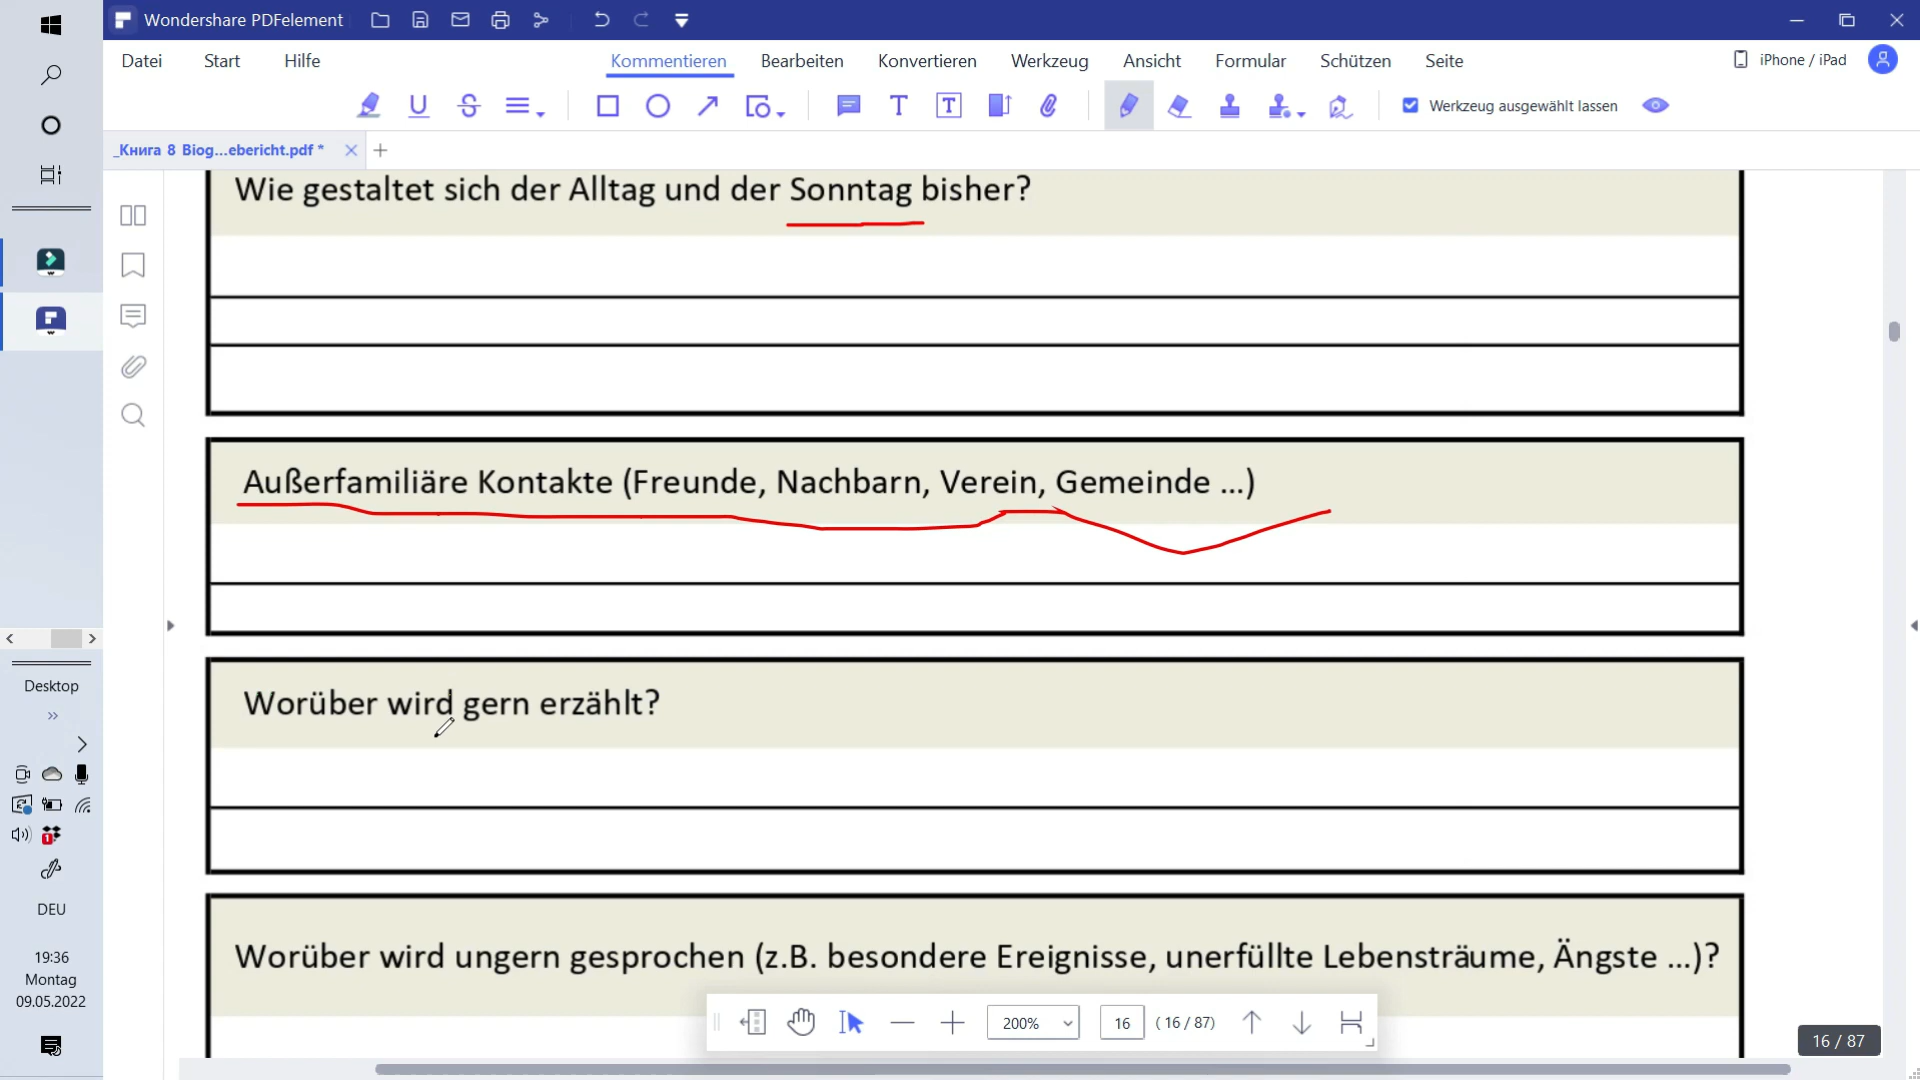 Wondershare PDFelement
Datei Start Hilfe Kommentieren Bearbeiten Konvertieren Werkzeug Ansicht Formular Schützen Seite iPhone / iPad
Werkzeug ausgewählt lassen
_Книга 8 Biog...ebericht.pdf *
Wie gestaltet sich der Alltag und der Sonntag bisher?
Außerfamiliäre Kontakte (Freunde, Nachbarn, Verein, Gemeinde ...)
Worüber wird gern erzählt?
Worüber wird ungern gesprochen (z.B. besondere Ereignisse, unerfüllte Lebensträume, Ängste ...)?
200% 16 ( 16 / 87)
16 / 87
Desktop
1
DEU
19:36
Montag
09.05.2022